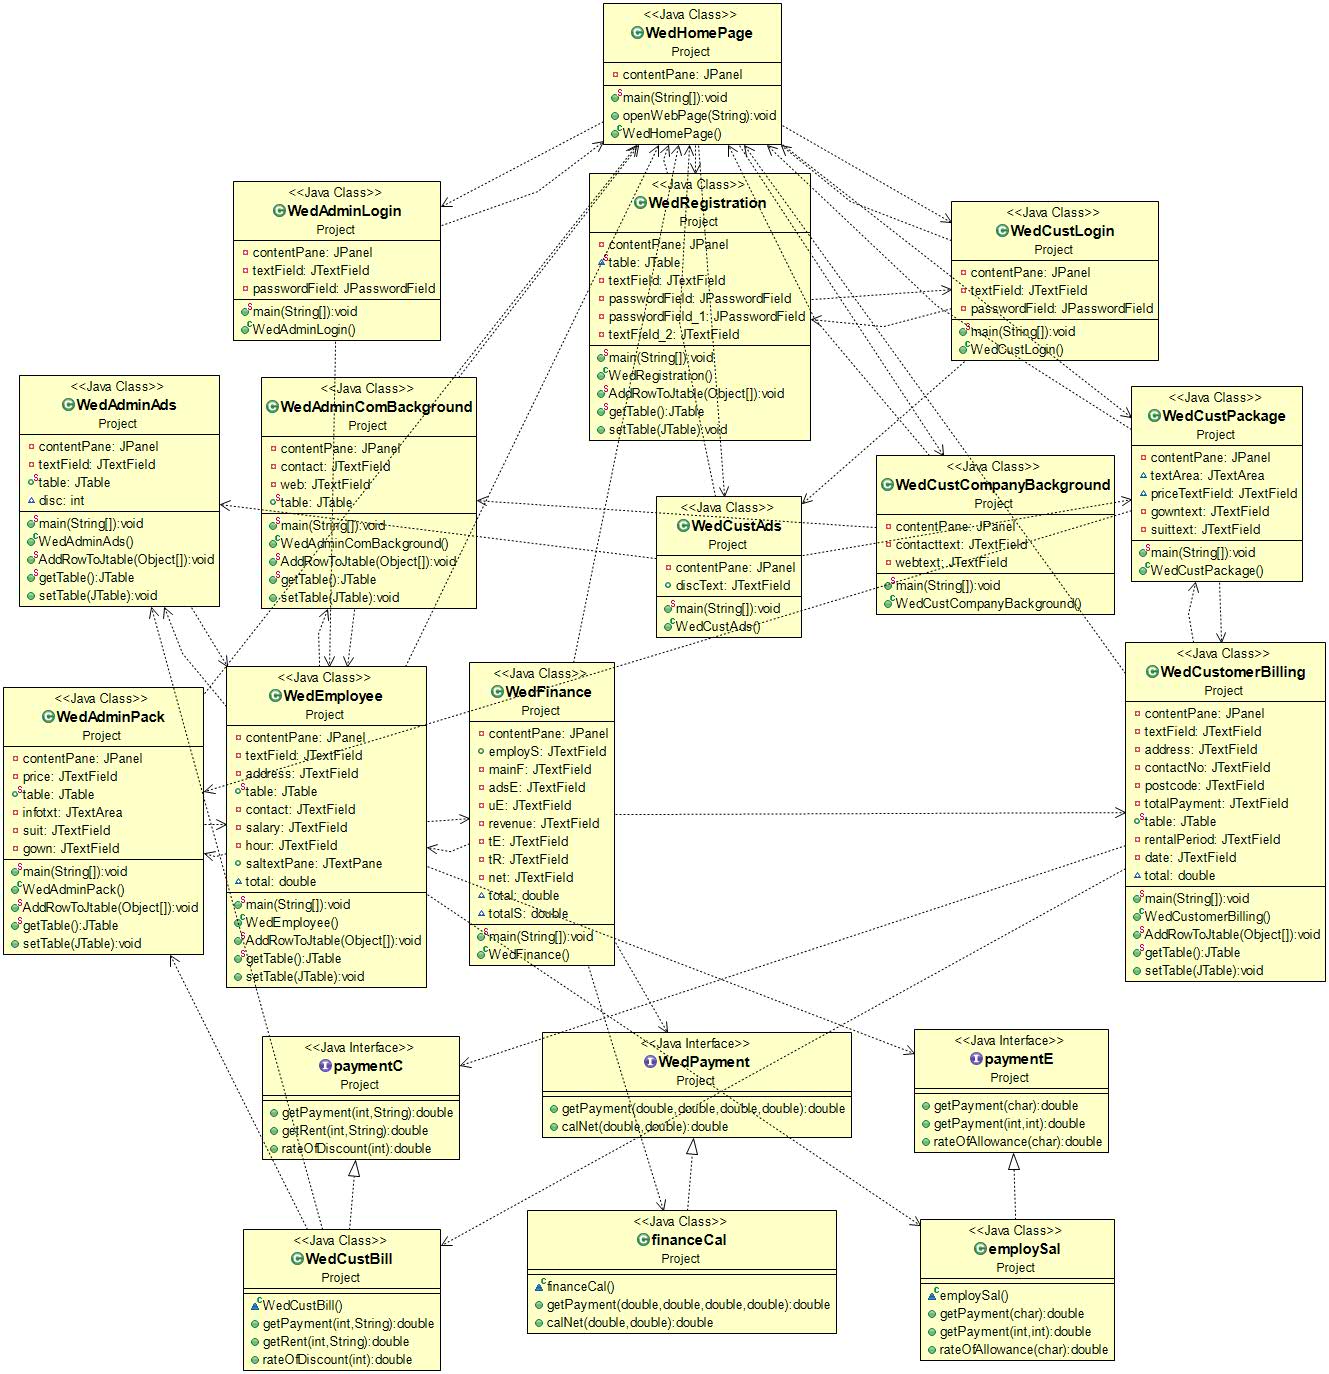 <<Java Class>>
WedHomePage
Project
contentPane: JPanel
main(String[]):void
openWebPage(String):void
WedHomePage()
<<Java Class>>
WedAdminLogin
Project
contentPane: JPanel
textField: JTextField
passwordField: JPasswordField
main(String[]):void
WedAdminLogin()
<<Java Class>>
WedRegistration
Project
contentPane: JPanel
table: JTable
textField: JTextField
passwordField: JPasswordField
passwordField_1: JPasswordField
textField_2: JTextField
main(String[]):void
WedRegistration()
AddRowToJtable(Object[]):void
getTable():JTable
setTable(JTable):void
<<Java Class>>
WedCustLogin
Project
contentPane: JPanel
textField: JTextField
passwordField: JPasswordField
main(String[]):void
WedCustLogin()
<<Java Class>>
WedAdminAds
Project
contentPane: JPanel
textField: JTextField
table: JTable
disc: int
main(String[]):void
WedAdminAds()
AddRowToJtable(Object[]):void
getTable():JTable
setTable(JTable):void
<<Java Class>>
WedAdminComBackground
Project
contentPane: JPanel
contact: JTextField
web: JTextField
table: JTable
main(String[]):void
WedAdminComBackground()
AddRowToJtable(Object[]):void
getTable():JTable
setTable(JTable):void
<<Java Class>>
WedCustAds
Project
contentPane: JPanel
discText: JTextField
main(String[]):void
WedCustAds()
<<Java Class>>
WedCustCompanyBackground
Project
contentPane: JPanel
contacttext: JTextField
webtext: JTextField
main(String[]):void
WedCustCompanyBackground()
<<Java Class>>
WedCustPackage
Project
contentPane: JPanel
textArea: JTextArea
priceTextField: JTextField
gowntext: JTextField
suittext: JTextField
main(String[]):void
WedCustPackage()
<<Java Class>>
WedAdminPack
Project
contentPane: JPanel
price: JTextField
table: JTable
infotxt: JTextArea
suit: JTextField
gown: JTextField
main(String[]):void
WedAdminPack()
AddRowToJtable(Object[]):void
getTable():JTable
setTable(JTable):void
<<Java Class>>
WedEmployee
Project
contentPane: JPanel
textField: JTextField
address: JTextField
table: JTable
contact: JTextField
salary: JTextField
hour: JTextField
saltextPane: JTextPane
total: double
main(String[]):void
WedEmployee()
AddRowToJtable(Object[]):void
getTable():JTable
setTable(JTable):void
<<Java Class>>
WedFinance
Project
contentPane: JPanel
employS: JTextField
mainF: JTextField
adsE: JTextField
uE: JTextField
revenue: JTextField
tE: JTextField
tR: JTextField
net: JTextField
total: double
totalS: double
main(String[]):void
WedFinance()
<<Java Class>>
WedCustomerBilling
Project
contentPane: JPanel
textField: JTextField
address: JTextField
contactNo: JTextField
postcode: JTextField
totalPayment: JTextField
table: JTable
rentalPeriod: JTextField
date: JTextField
total: double
main(String[]):void
WedCustomerBilling()
AddRowToJtable(Object[]):void
getTable():JTable
setTable(JTable):void
<<Java Interface>>
paymentC
Project
getPayment(int,String):double
getRent(int,String):double
rateOfDiscount(int):double
<<Java Interface>>
WedPayment
Project
getPayment(double,double,double,double):double
calNet(double,double):double
<<Java Interface>>
paymentE
Project
getPayment(char):double
getPayment(int,int):double
rateOfAllowance(char):double
<<Java Class>>
WedCustBill
Project
WedCustBill()
getPayment(int,String):double
getRent(int,String):double
rateOfDiscount(int):double
<<Java Class>>
financeCal
Project
financeCal()
getPayment(double,double,double,double):double
calNet(double,double):double
<<Java Class>>
employSal
Project
employSal()
getPayment(char):double
getPayment(int,int):double
rateOfAllowance(char):double